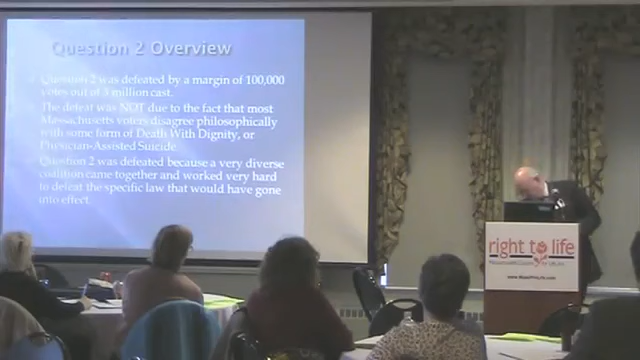 Question 2 Overview
Question 2 was defeated by a margin of 100,000
votes out of 3 million cast.
The defeat was NOT due to the fact that most
Massachusetts voters disagree philosophically
with some form of Death With Dignity, or
Physician-Assisted Suicide
Question 2 was defeated because a very diverse
coalition came together and worked very hard
to defeat the specific law that would have gone
into effect.
right to life